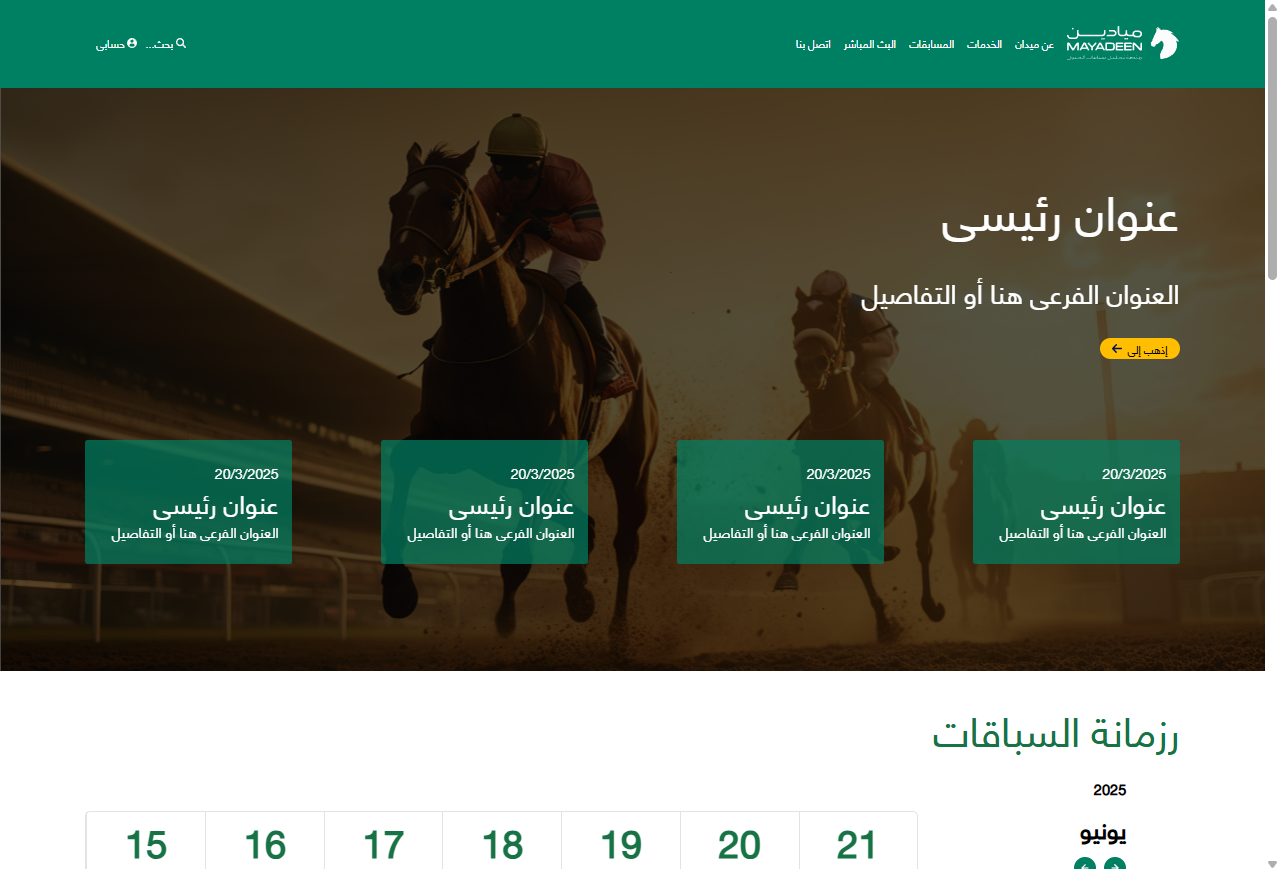 ميادين
MAYADEEN
عن ميدان
الخدمات
المسابقات
البث المباشر
اتصل بنا
بحث...
حسابى
عنوان رئيسى
العنوان الفرعى هنا أو التفاصيل
إذهب إلى
20/3/2025
عنوان رئيسى
العنوان الفرعى هنا أو التفاصيل
20/3/2025
عنوان رئيسى
العنوان الفرعى هنا أو التفاصيل
20/3/2025
عنوان رئيسى
العنوان الفرعى هنا أو التفاصيل
20/3/2025
عنوان رئيسى
العنوان الفرعى هنا أو التفاصيل
رزمانة السباقات
2025
يونيو
21
20
19
18
17
16
15